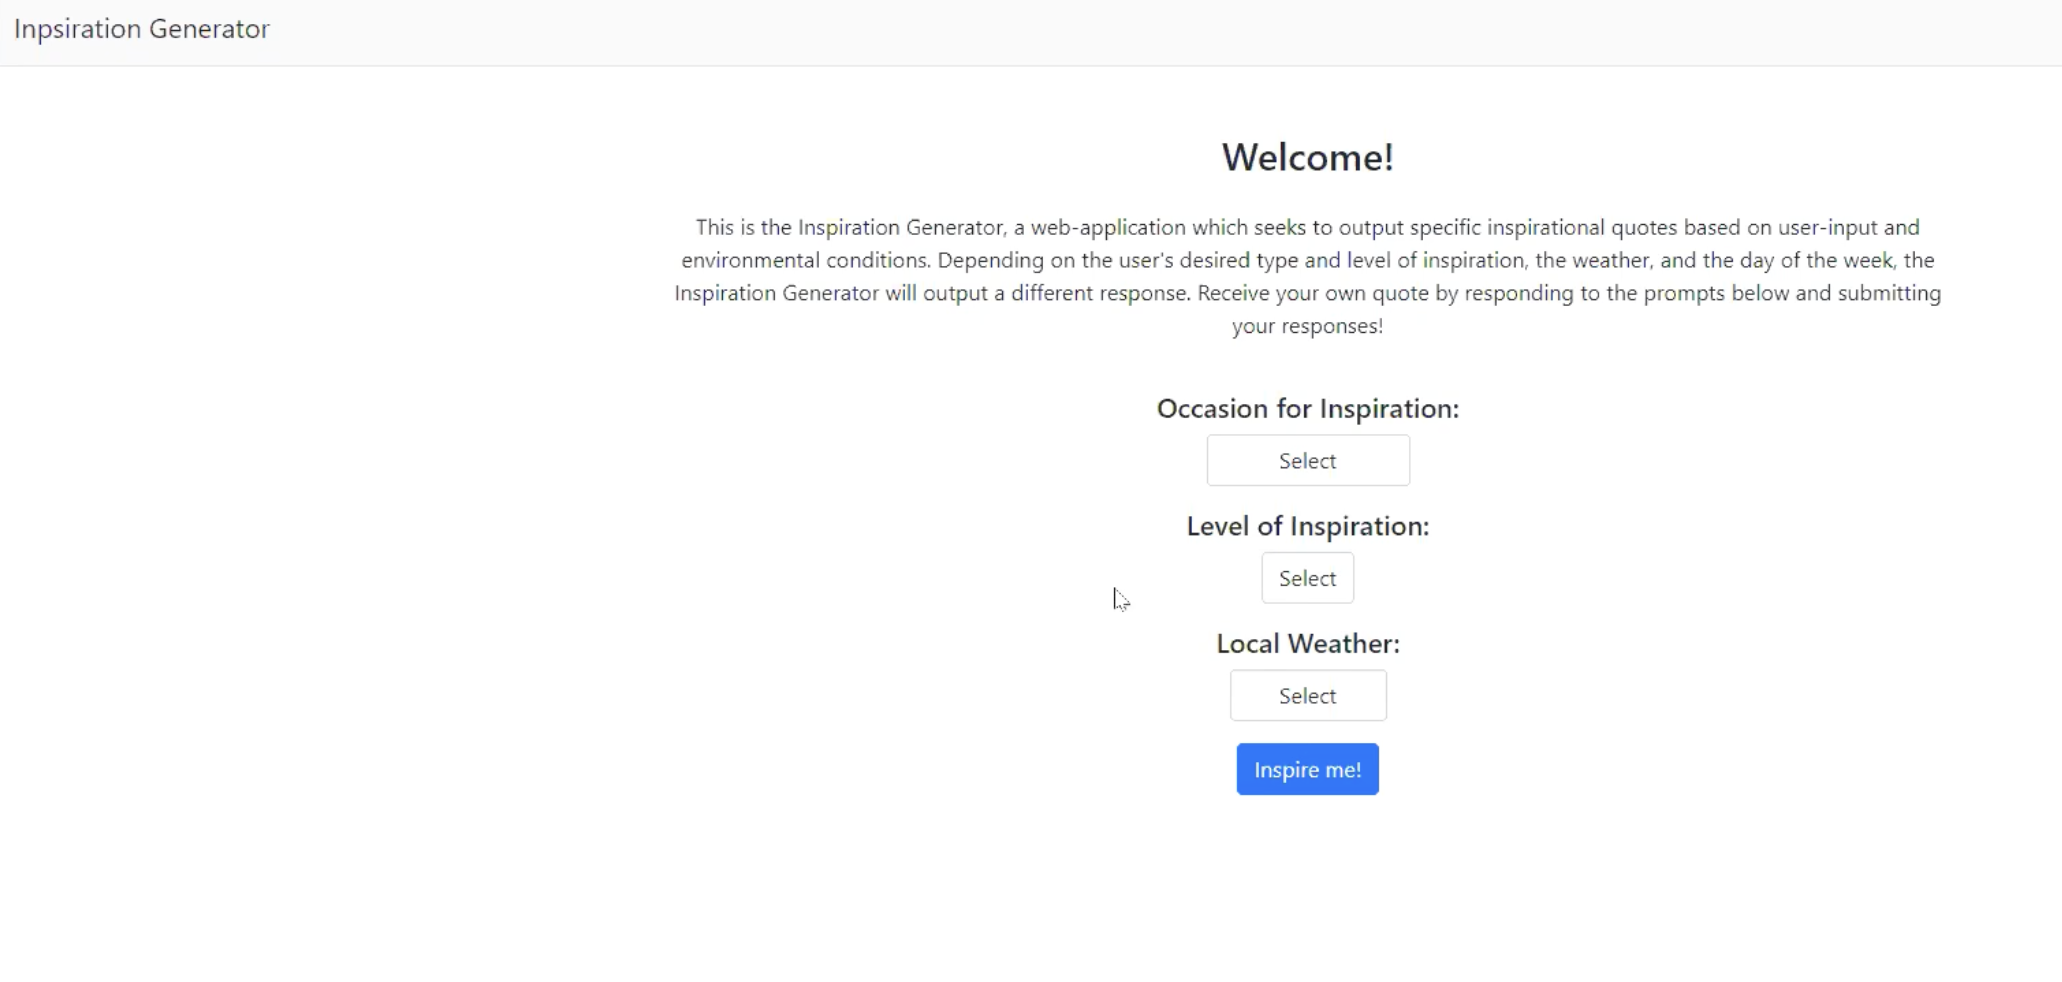 Inpsiration Generator
Welcome!
This is the Inspiration Generator, a web-application which seeks to output specific inspirational quotes based on user-input and
environmental conditions. Depending on the user's desired type and level of inspiration, the weather, and the day of the week, the
Inspiration Generator will output a different response. Receive your own quote by responding to the prompts below and submitting
your responses!
Occasion for Inspiration:
Select
Level of Inspiration:
Select
Local Weather:
Select
Inspire me!